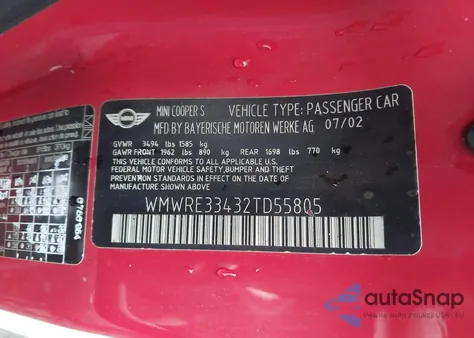 MINI COOPER S VEHICLE TYPE: PASSENGER CAR
MFD BY BAYERISCHE MOTOREN WERKE AG 07/02
GVWR 3494 lbs 1585 kg
GAWR FRONT 1962 lbs 890 kg REAR 1698 lbs 770 kg
THIS VEHICLE CONFORMS TO ALL APPLICABLE
FEDERAL MOTOR VEHICLE SAFETY, BUMPER AND THEFT
PREVENTION STANDARDS IN EFFECT ON THE DATE
OF MANUFACTURE SHOWN ABOVE
WMWRE33432TD55805
autoSnap